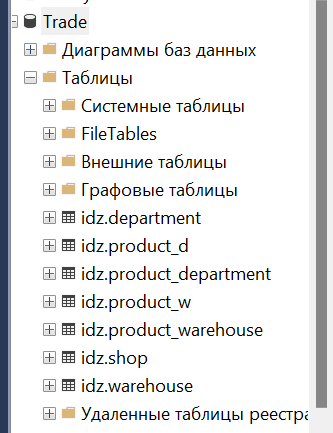 Trade
Диаграммы баз данных
Таблицы
Системные таблицы
FileTables
Внешние таблицы
Графовые таблицы
idz.department
idz.product_d
idz.product_department
idz.product_w
idz.product_warehouse
idz.shop
idz.warehouse
Удаленные таблицы реестра